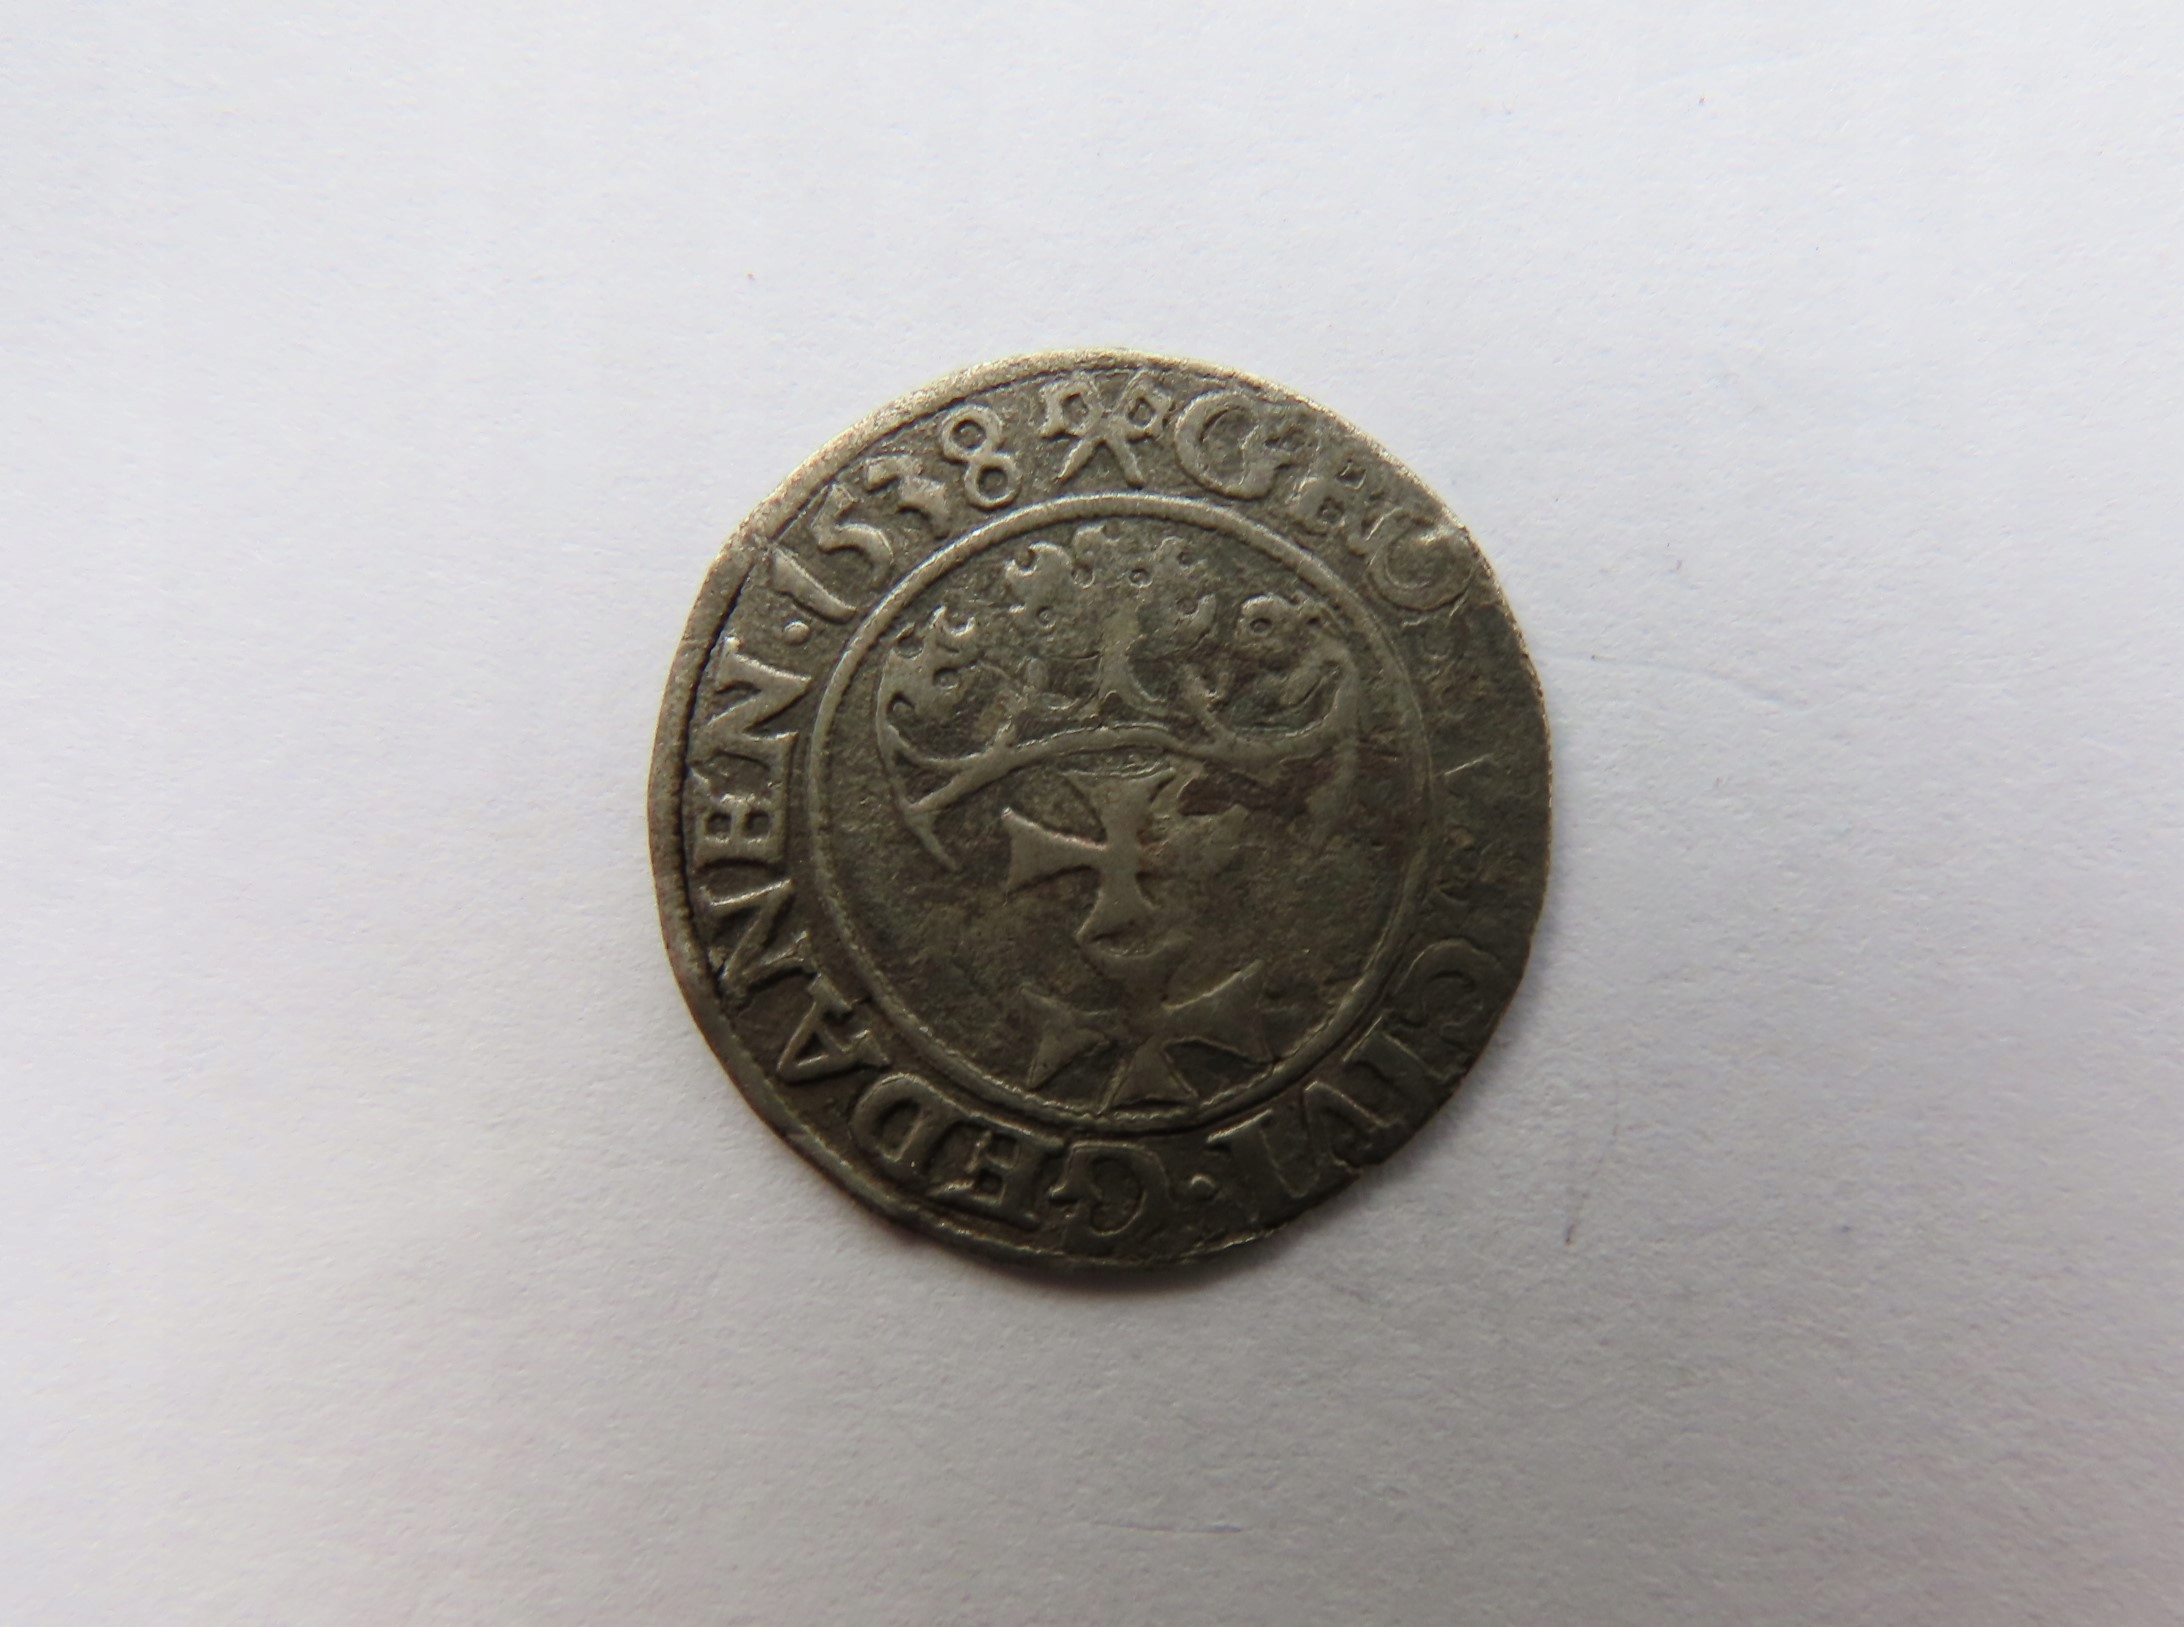 GRO · CIVI · GEDANEN · 1538